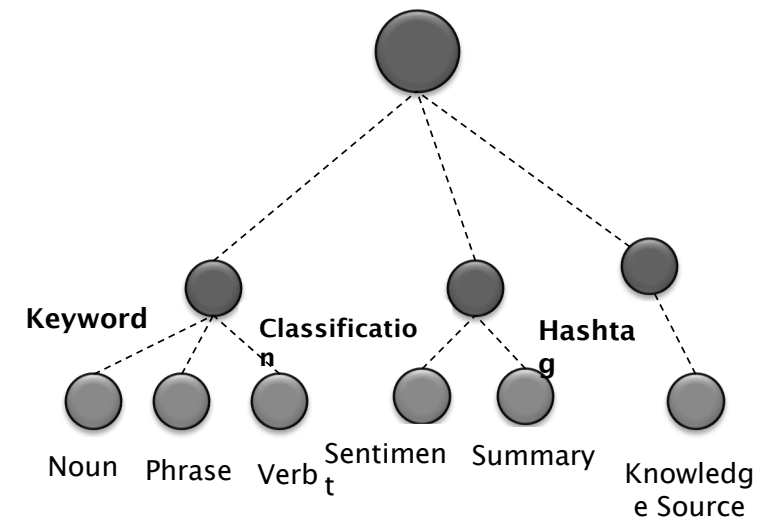 Keyword
Classificatio
n
Hashta
g
Noun
Phrase
Verb
Sentimen
t
Summary
Knowledg
e Source